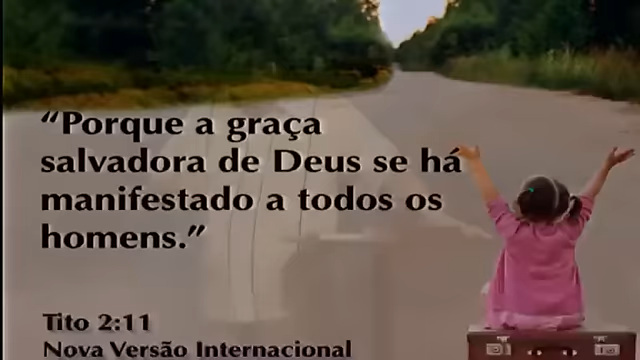 “Porque a graça
salvadora de Deus se há
manifestado a todos os
homens.”
Tito 2:11
Nova Versão Internacional